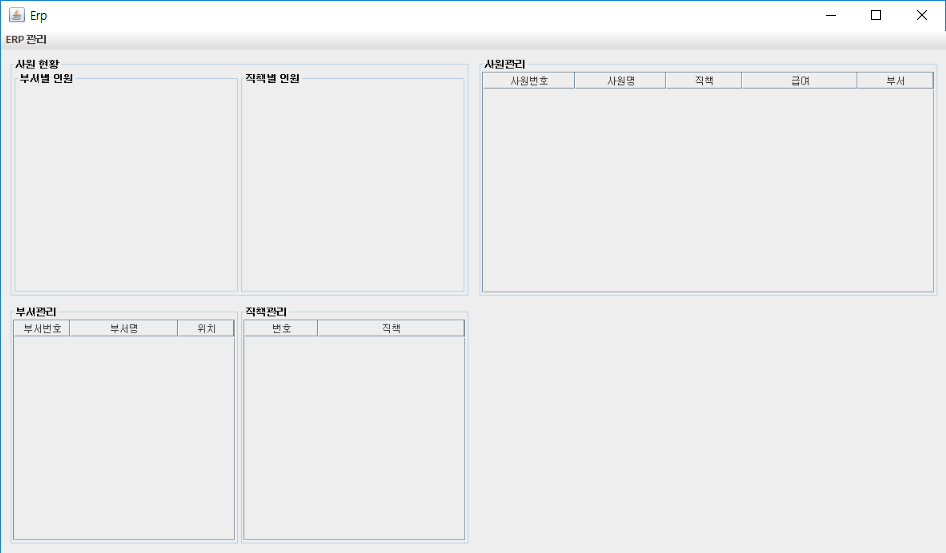 Erp
ERP 관리
사원 현황
부서별 인원
직책별 인원
사원관리
사원번호 사원명 직책 급여 부서
부서관리
부서번호 부서명 위치
직책관리
번호 직책